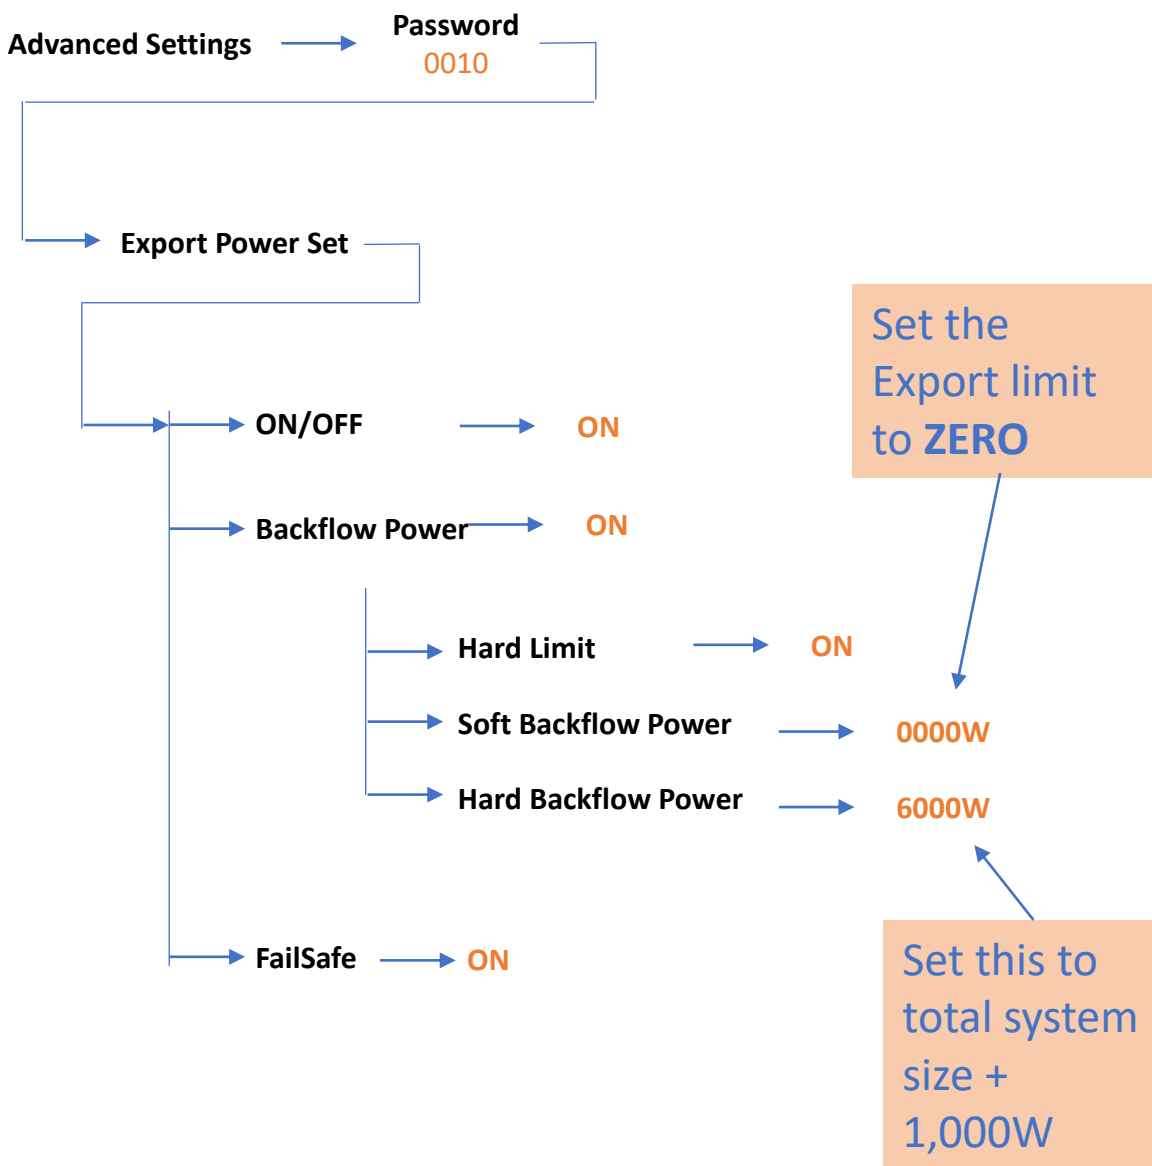 Advanced Settings
Password
0010
Export Power Set
Set the
Export limit
to ZERO
ON/OFF
ON
Backflow Power
ON
Hard Limit
ON
Soft Backflow Power
0000W
Hard Backflow Power
6000W
FailSafe
ON
Set this to
total system
size +
1,000W